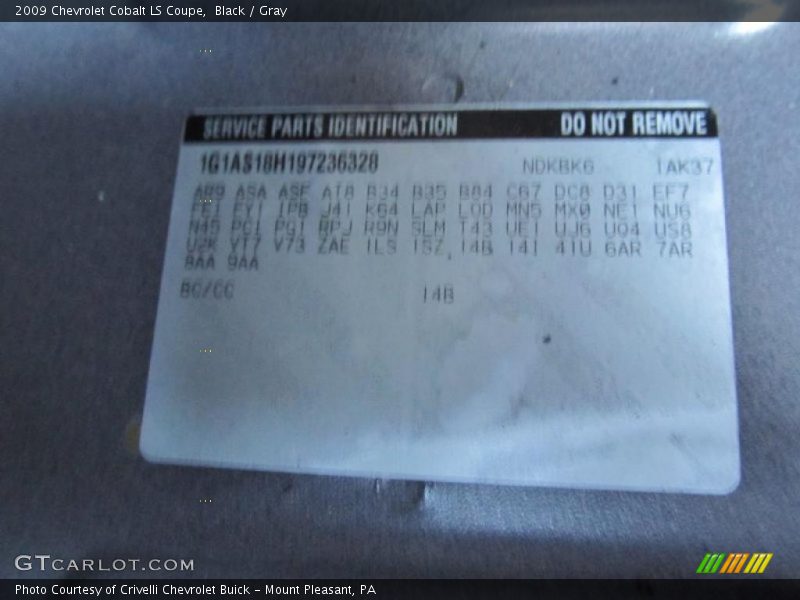 2009 Chevrolet Cobalt LS Coupe, Black / Gray
SERVICE PARTS IDENTIFICATION DO NOT REMOVE
1G1AS18H197236328 NDKBK6 1AK37
AR9 ASA ASF AT8 B34 B35 B84 C67 DC8 D31 EF7
FE1 FY1 IPB J41 K64 LAP LOD MN5 MX0 NE1 NU6
N45 PCI PG1 RPJ R9N SLM T43 UE1 UJ6 U04 US8
U2K VT7 V73 ZAE 1LS 1SZ 14B 14I 41U 6AR 7AR
8AA 9AA
BC/CC 14B
GTCARLOT.COM
Photo Courtesy of Crivelli Chevrolet Buick - Mount Pleasant, PA